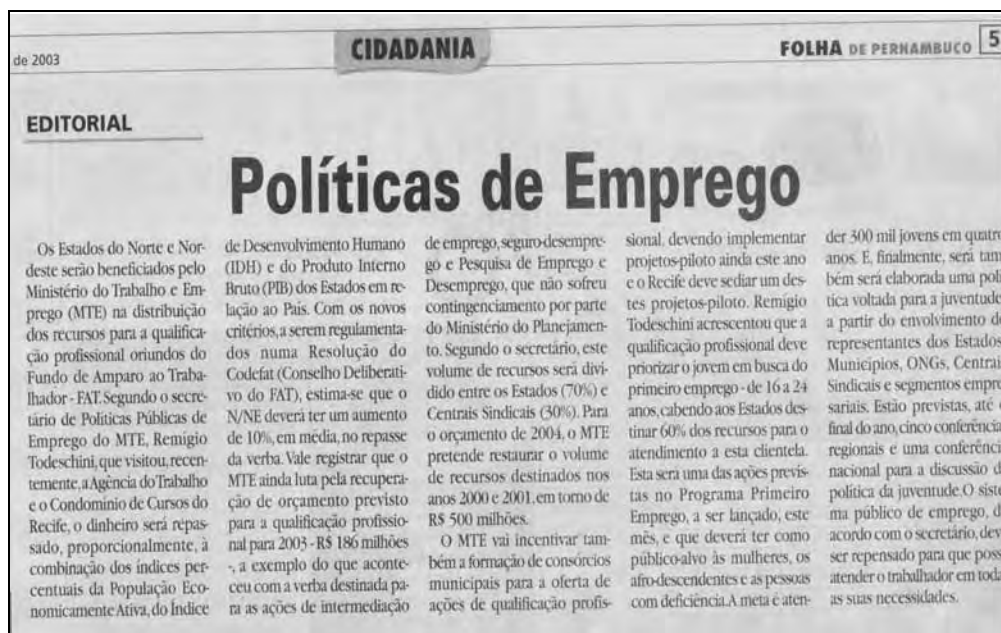 de 2003
CIDADANIA
FOLHA DE PERNAMBUCO 5
EDITORIAL
Políticas de Emprego
Os Estados do Norte e Nor-
deste serão beneficiados pelo
Ministério do Trabalho e Em-
prego (MTE) na distribuição
dos recursos para a qualifica-
ção profissional oriundos do
Fundo de Amparo ao Traba-
lhador - FAT. Segundo o secre-
tário de Políticas Públicas de
Emprego do MTE, Remígio
Todeschini, que visitou, recen-
temente, a Agência do Trabalho
e o Condomínio de Cursos do
Recife, o dinheiro será repas-
sado, proporcionalmente, à
combinação dos índices per-
centuais da População Eco-
nomicamente Ativa, do Índice
de Desenvolvimento Humano
(IDH) e do Produto Interno
Bruto (PIB) dos Estados em re-
lação ao País. Com os novos
critérios, a serem regulamenta-
dos numa Resolução do
Codefat (Conselho Deliberati-
vo do FAT), estima-se que o
N/NE deverá ter um aumento
de 10%, em média, no repasse
da verba. Vale registrar que o
MTE ainda luta pela recupera-
ção de orçamento previsto
para a qualificação profissio-
nal para 2003 - R$ 186 milhões
-, a exemplo do que aconte-
ceu com a verba destinada pa-
ra as ações de intermediação
de emprego, seguro-desempre-
go e Pesquisa de Emprego e
Desemprego, que não sofreu
contingenciamento por parte
do Ministério do Planejamen-
to. Segundo o secretário, este
volume de recursos será divi-
dido entre os Estados (70%) e
Centrais Sindicais (30%). Para
o orçamento de 2004, o MTE
pretende restaurar o volume
de recursos destinados nos
anos 2000 e 2001, em torno de
R$ 500 milhões.
O MTE vai incentivar tam-
bém a formação de consórcios
municipais para a oferta de
ações de qualificação profis-
sional, devendo implementar
projetos-piloto ainda este ano
e o Recife deve sediar um des-
tes projetos-piloto. Remígio
Todeschini acrescentou que a
qualificação profissional deve
priorizar o jovem em busca do
primeiro emprego - de 16 a 24
anos, cabendo aos Estados des-
tinar 60% dos recursos para o
atendimento a esta clientela.
Esta será uma das ações previs-
tas no Programa Primeiro
Emprego, a ser lançado, este
mês, e que deverá ter como
público-alvo às mulheres, os
afro-descendentes e as pessoas
com deficiência. A meta é aten-
der 300 mil jovens em quatro
anos. E, finalmente, será tam
bém será elaborada uma polí
tica voltada para a juventude
a partir do envolvimento d
representantes dos Estados
Municípios, ONGs, Centrai
Sindicais e segmentos empre
sariais. Estão previstas, até
final do ano, cinco conferência
regionais e uma conferênci
nacional para a discussão d
política da juventude. O siste
ma público de emprego, d
acordo com o secretário, dev
ser repensado para que poss
atender o trabalhador em toda
as suas necessidades.